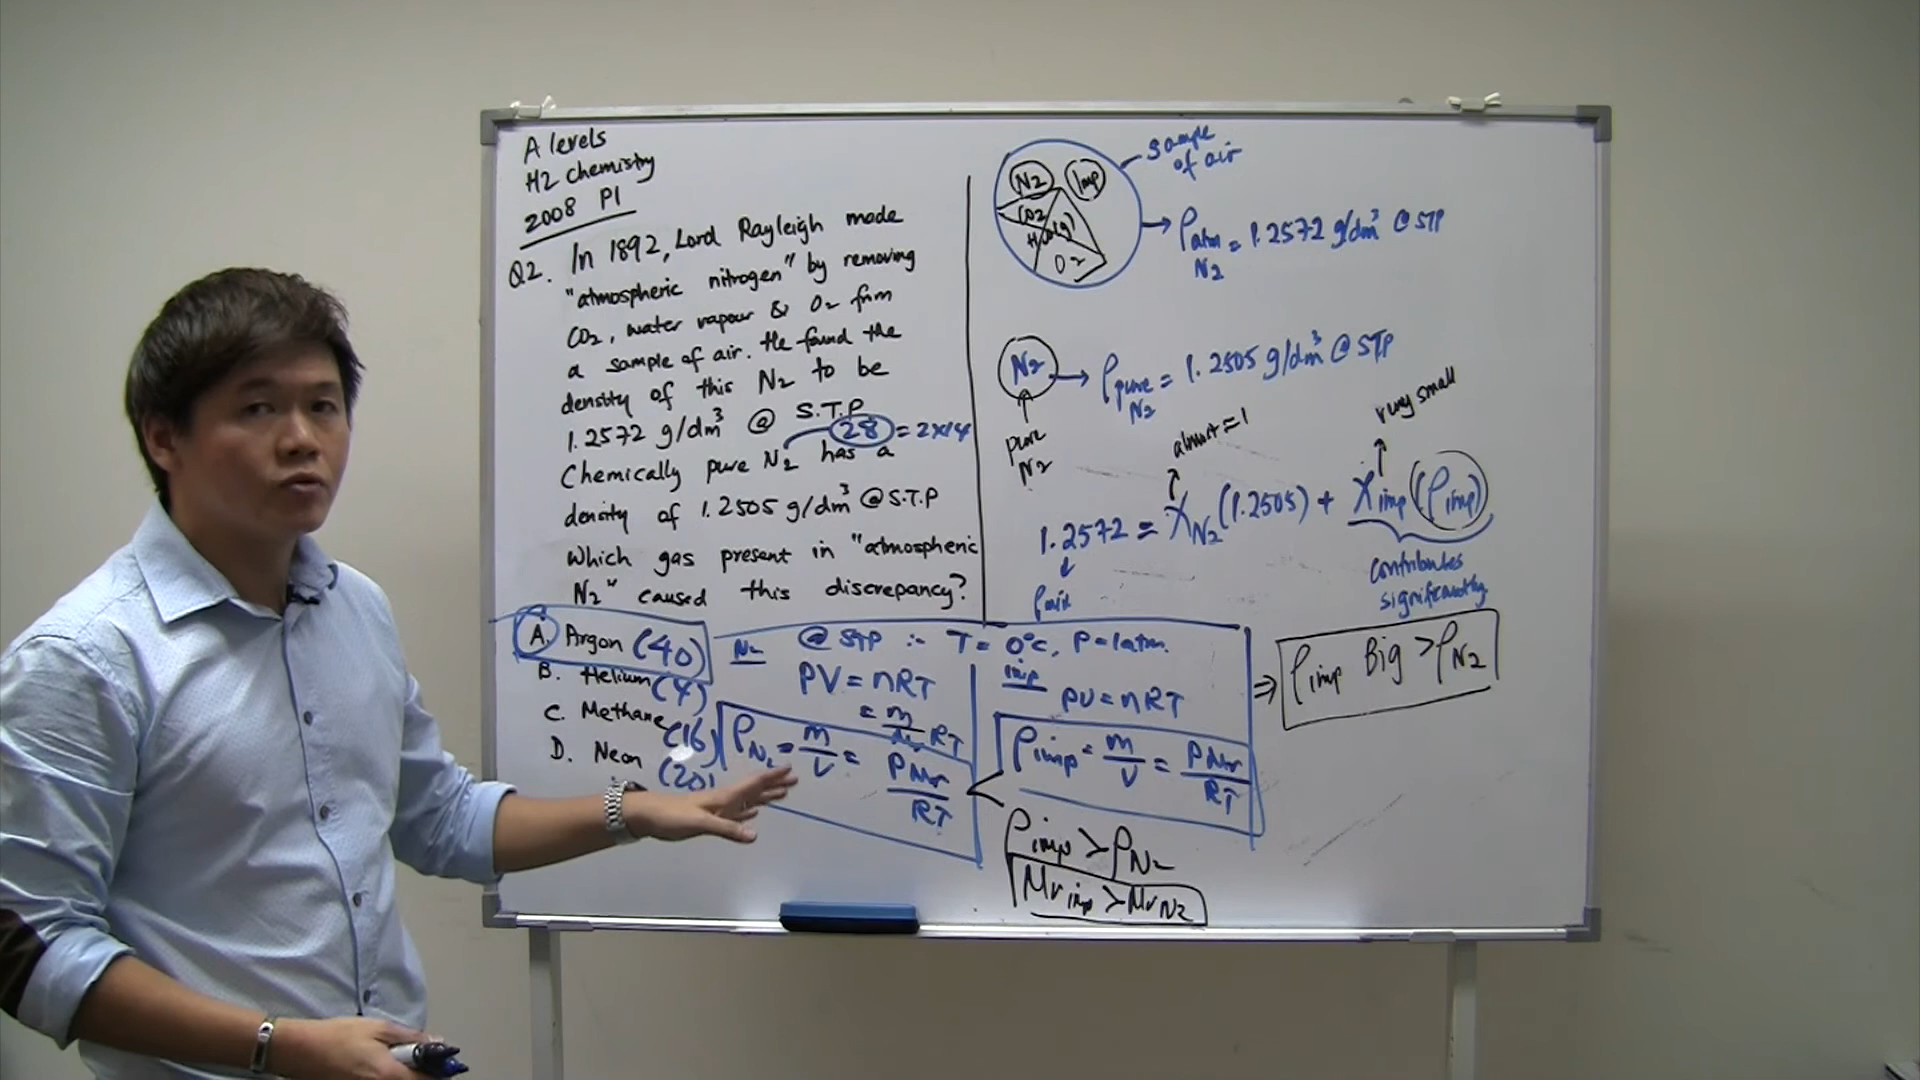 A levels
H2 chemistry
2008 P1
Q2. In 1892, Lord Rayleigh made
"atmospheric nitrogen" by removing
CO2, water vapour & O2 from
a sample of air. He found the
density of this N2 to be
1.2572 g/dm³ @ S.T.P
28 = 2x14
Chemically pure N2 has a
density of 1.2505 g/dm³ @ S.T.P
Which gas present in "atmospheric
N2" caused this discrepancy?
A. Argon (40)
B. Helium (4)
C. Methane (16)
D. Neon (20)
N2 @ STP :- T = 0°C, P = 1atm.
PV = nRT
= m/Mr RT
ρN2 = m/V = PMr/RT
imp
PV = nRT
ρimp = m/V = PMr/RT
ρimp > ρN2
Mr imp > Mr N2
sample
of air
N2 Imp
CO2
H2O(g)
O2
ρatm N2 = 1.2572 g/dm³ @ STP
N2
pure
N2
ρpure N2 = 1.2505 g/dm³ @ STP
almost = 1
very small
1.2572 = XN2 (1.2505) + Ximp (ρimp)
ρair
contributes
significantly
⇒ ρimp Big > ρN2